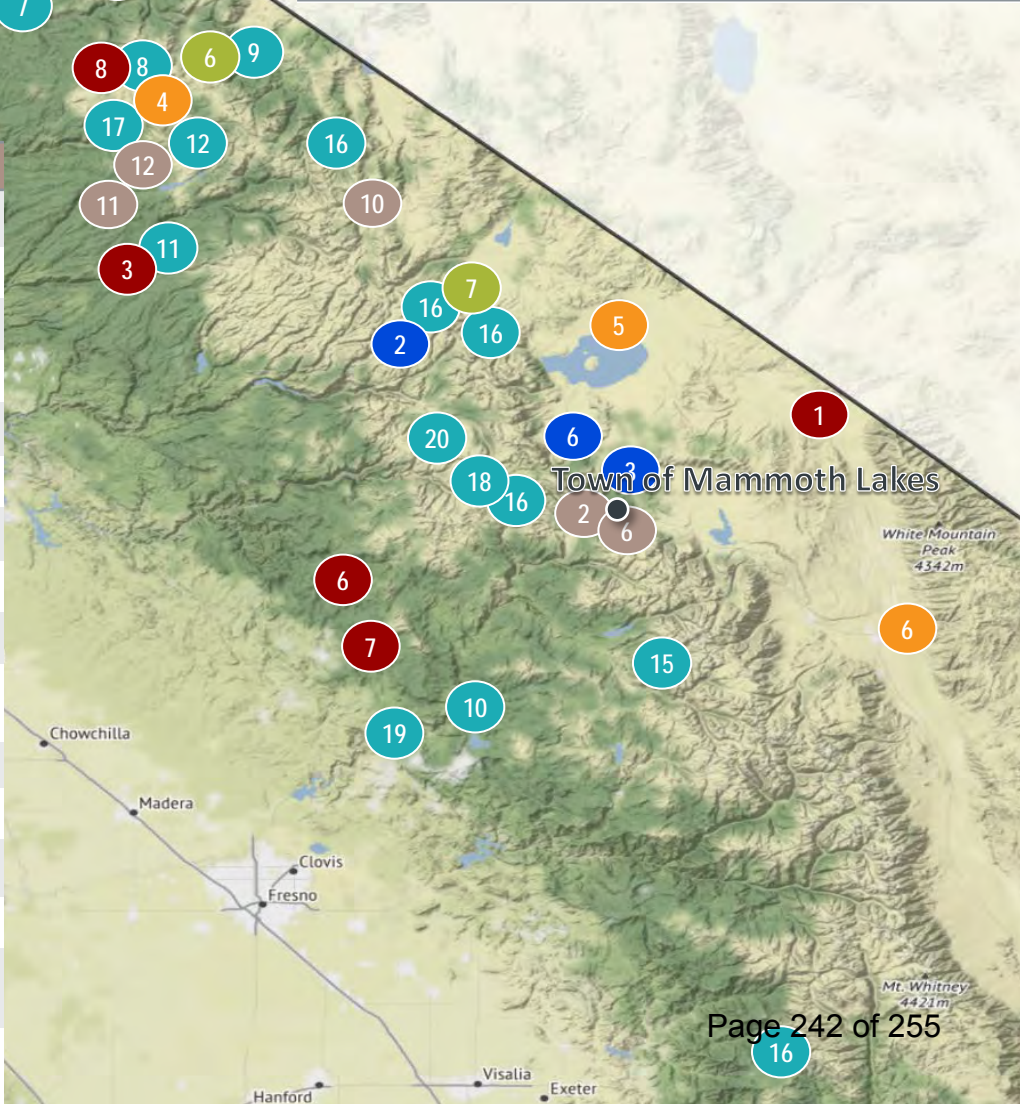 7
8
8
6
9
4
17
12
16
12
11
10
11
3
7
16
16
2
5
1
20
6
3
Town of Mammoth Lakes
18
16
2
6
White Mountain
Peak
4342m
6
6
7
15
10
19
Chowchilla
Madera
Clovis
Fresno
Mt. Whitney
4421m
Page 242 of 255
16
Visalia
Exeter
Hanford